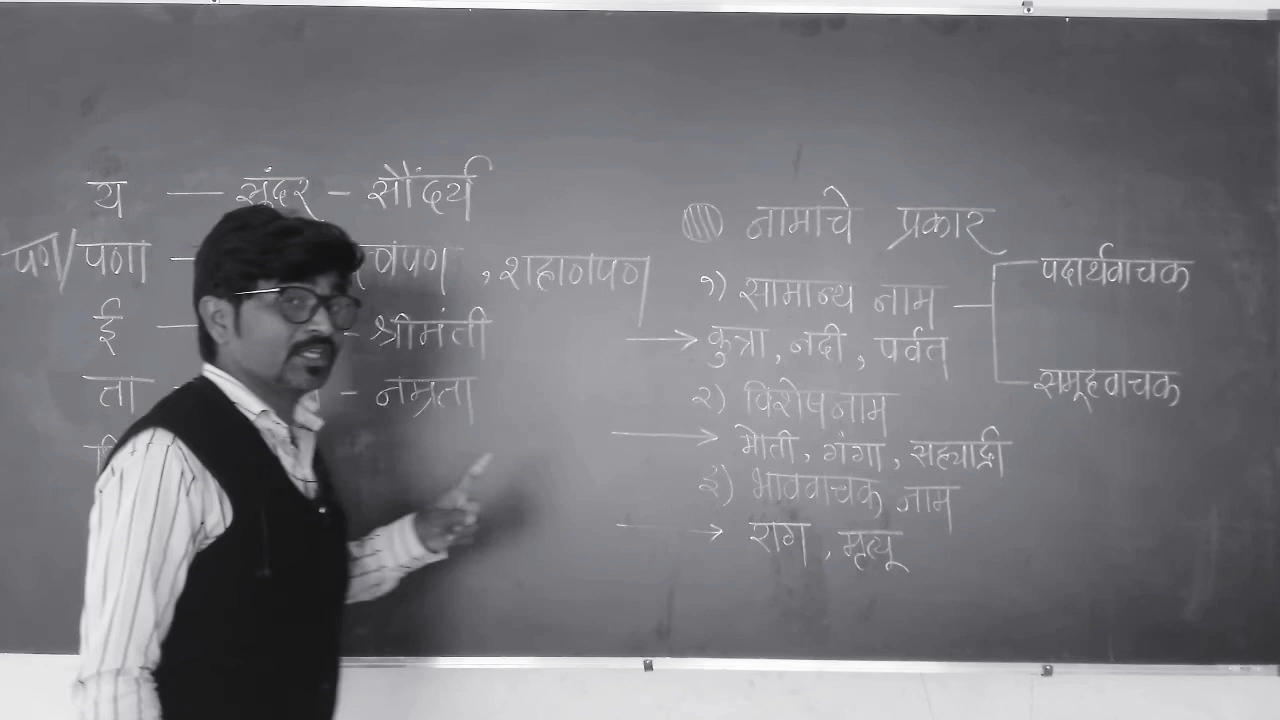 य — सुंदर - सौंदर्य
पण/पणा — , शहाणपण
ई — - श्रीमंती
ता - - नम्रता
नामाचे प्रकार
१) सामान्य नाम
पदार्थवाचक
समूहवाचक
→ कुत्रा, नदी, पर्वत
२) विशेषनाम
→ मोती, गंगा, सह्याद्री
३) भाववाचक नाम
→ राग, मृत्यू